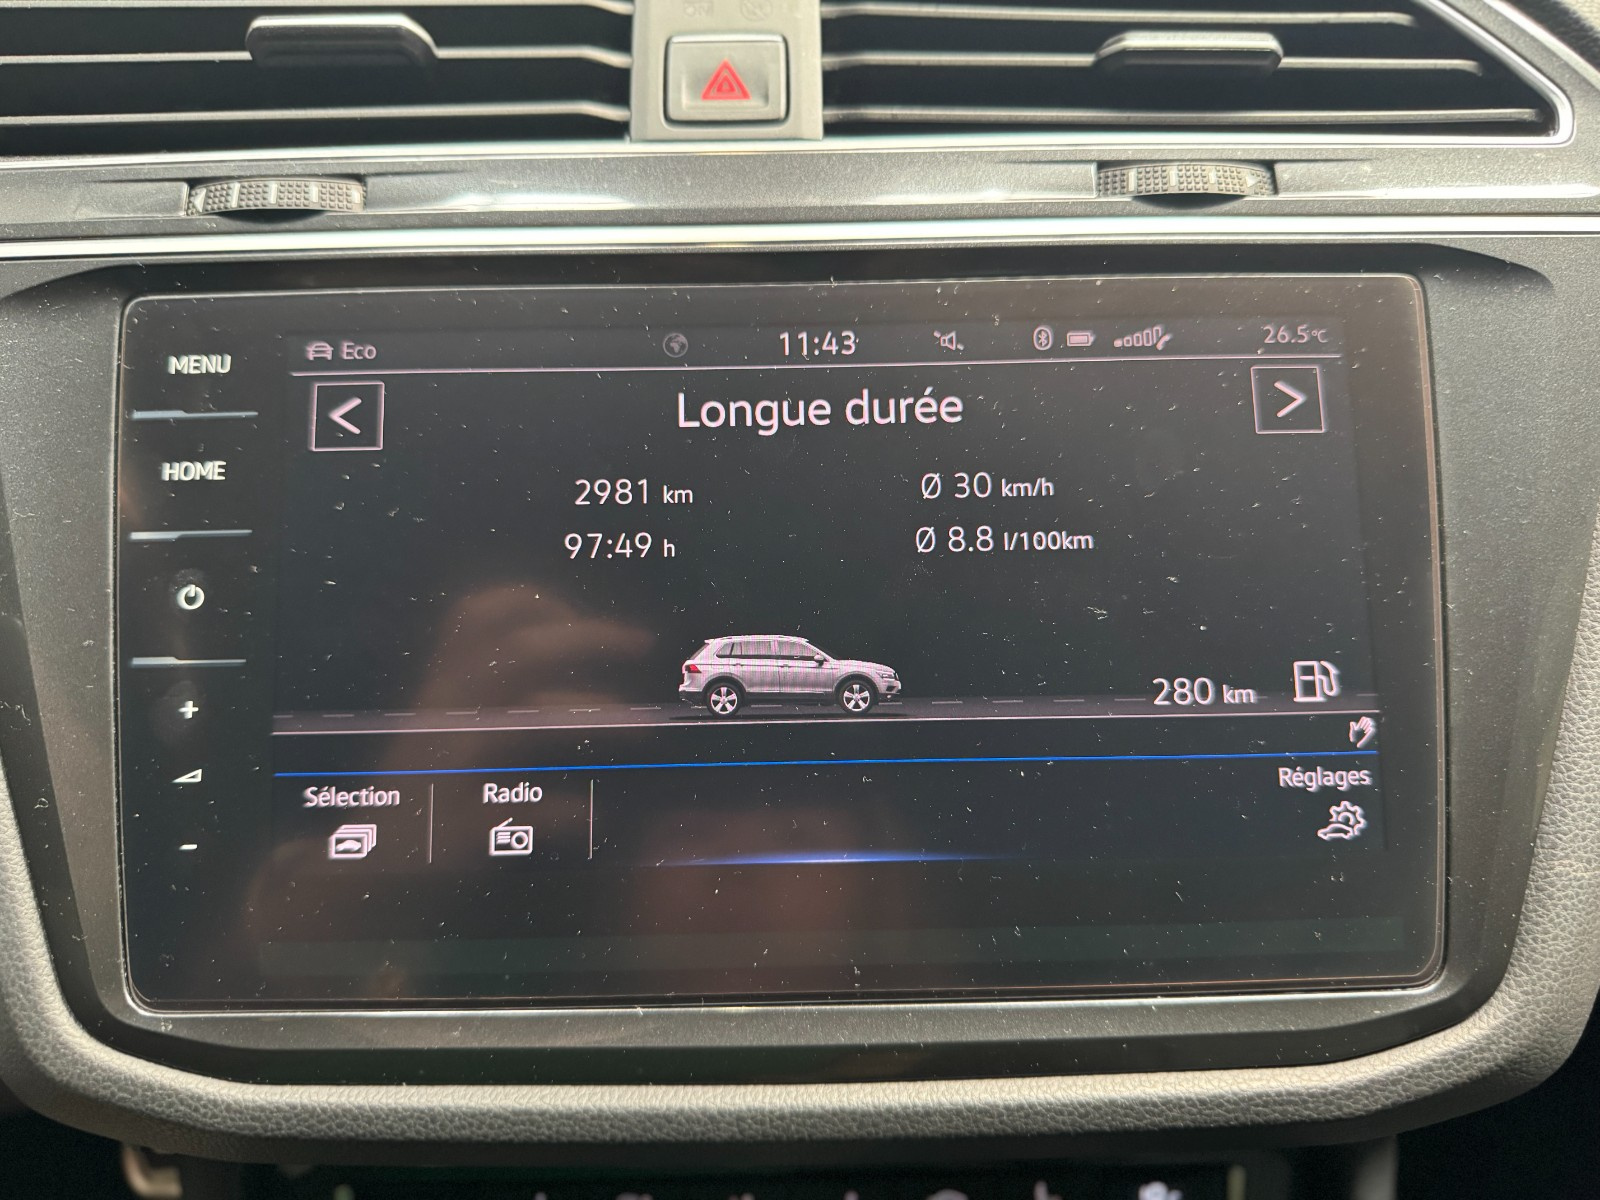 MENU
HOME
Eco
11:43
26.5°C
Longue durée
2981 km
Ø 30 km/h
97:49 h
Ø 8.8 l/100km
280 km
Sélection
Radio
Réglages
+
-